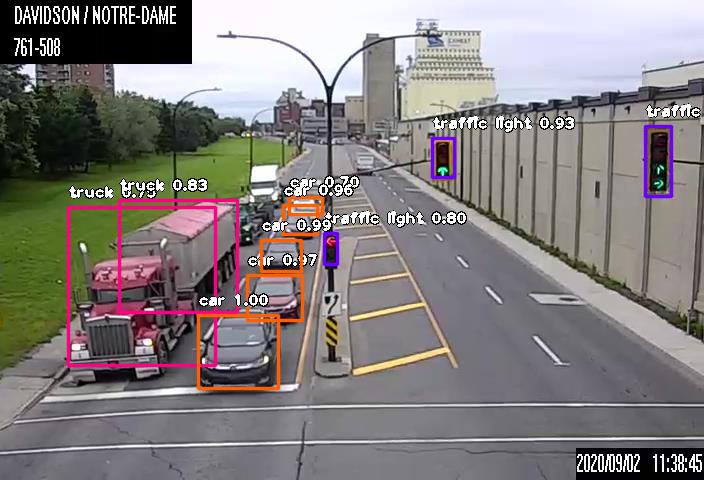 DAVIDSON / NOTRE-DAME
761-508
traffic
traffic light 0.93
car 0.70
truck 0.83
car 0.96
traffic light 0.80
car 0.99
car 0.97
car 1.00
2020/09/02 11:38:45